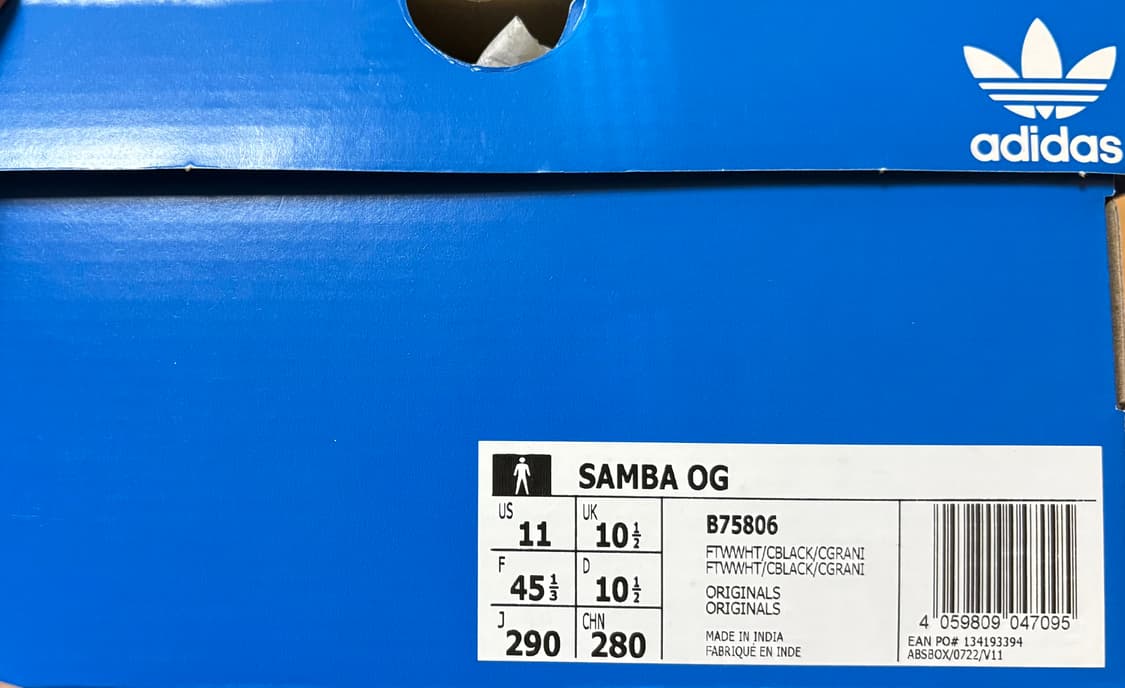 adidas
SAMBA OG
US 11
UK 10½
F 45⅓
D 10½
J 290
CHN 280
B75806
FTWWHT/CBLACK/CGRANI
FTWWHT/CBLACK/CGRANI
ORIGINALS
ORIGINALS
MADE IN INDIA
FABRIQUÉ EN INDE
4 059809 047095
EAN PO# 134193394
ABSBOX/0722/V11